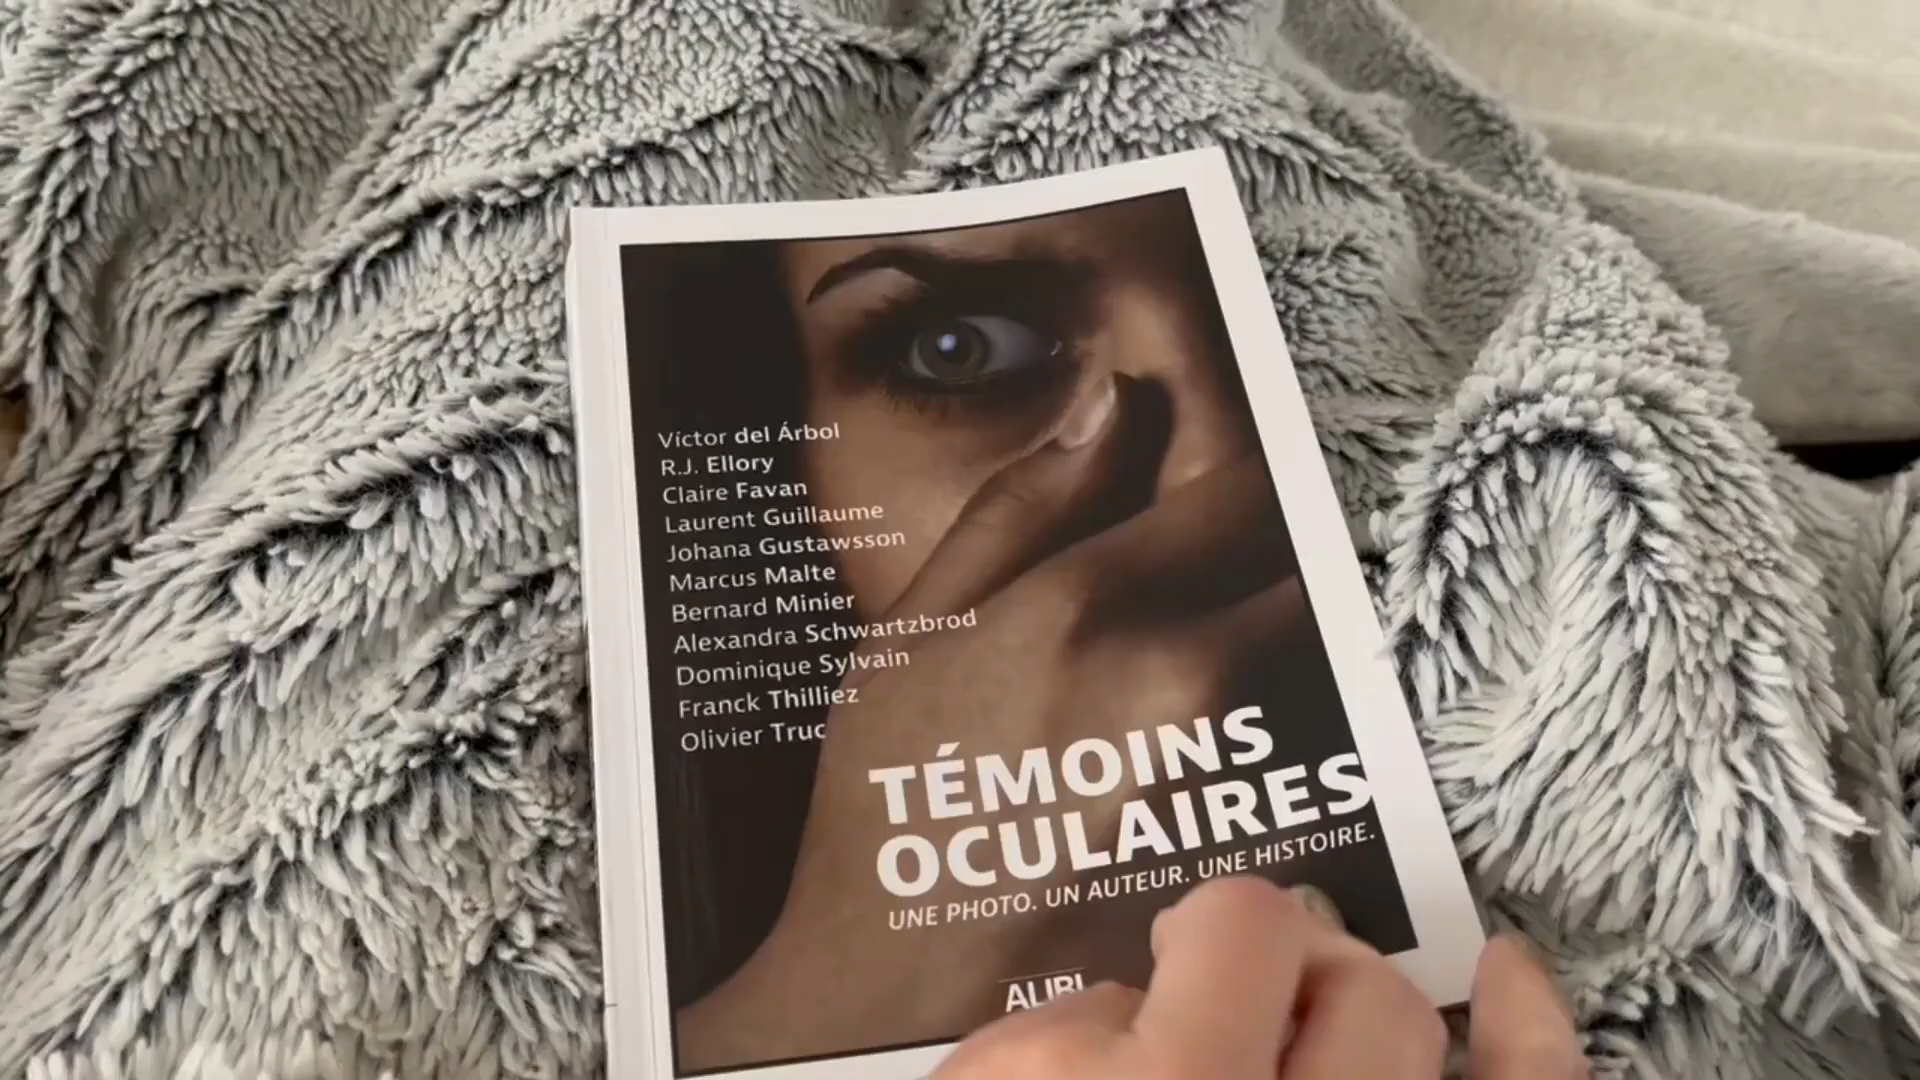 Víctor del Árbol
R.J. Ellory
Claire Favan
Laurent Guillaume
Johana Gustawsson
Marcus Malte
Bernard Minier
Alexandra Schwartzbrod
Dominique Sylvain
Franck Thilliez
Olivier Truc
TÉMOINS
OCULAIRES
UNE PHOTO. UN AUTEUR. UNE HISTOIRE.
ALIBI